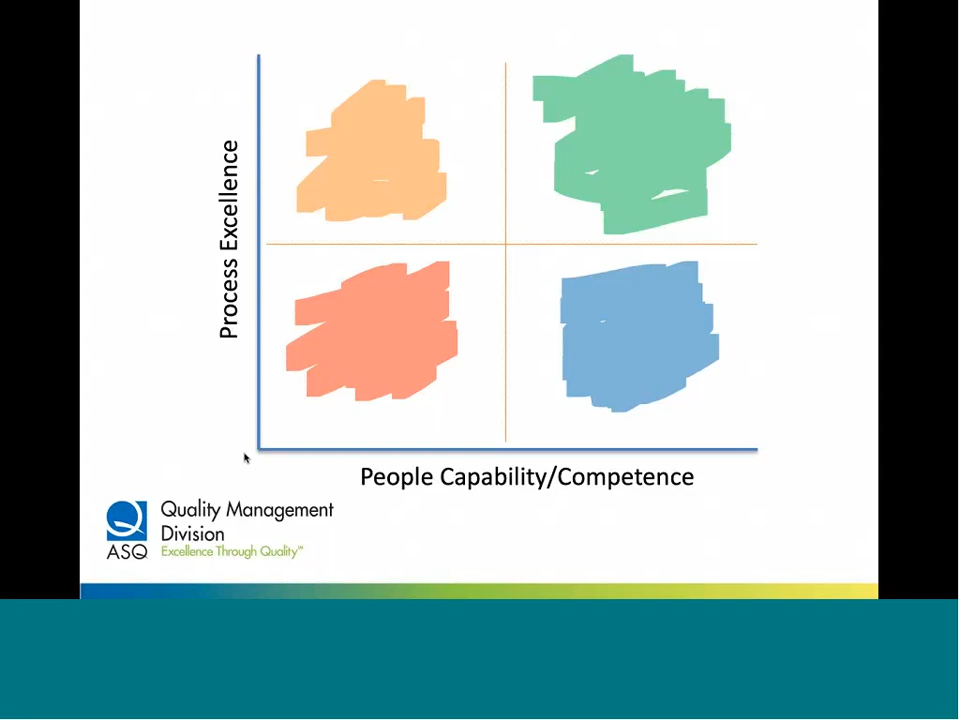 Process Excellence
People Capability/Competence
Quality Management
Division
ASQ
Excellence Through Quality™